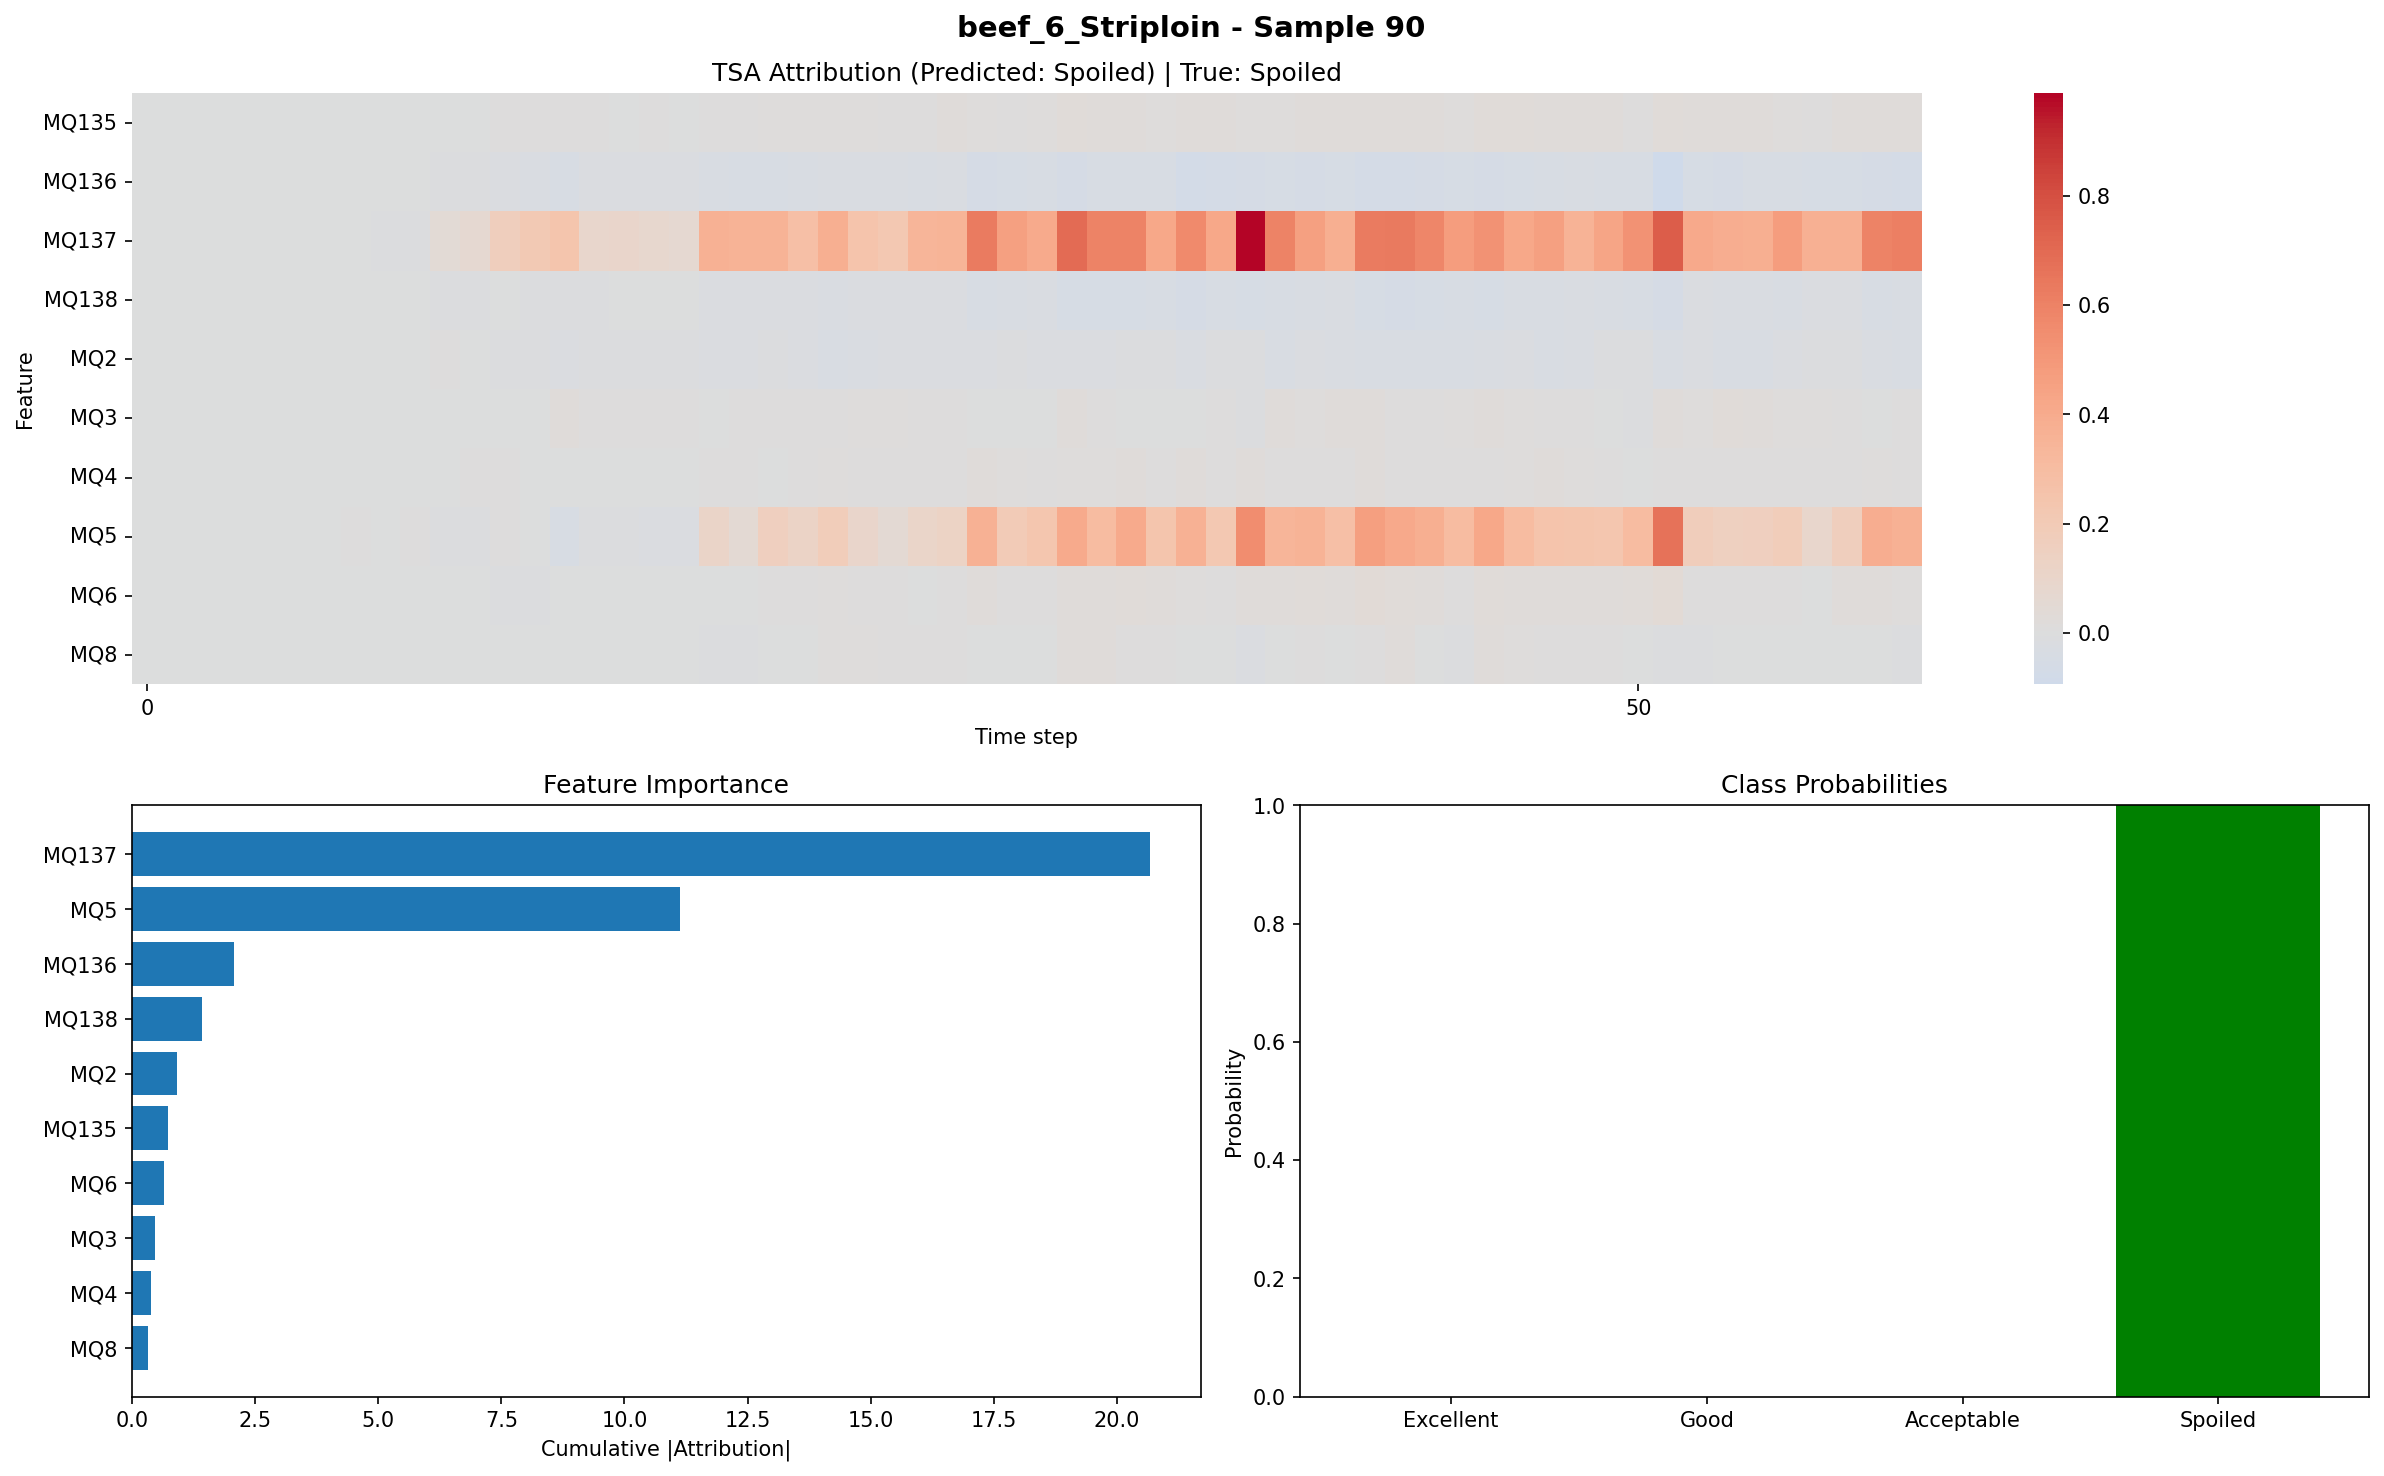 beef_6_Striploin - Sample 90
TSA Attribution (Predicted: Spoiled) | True: Spoiled
Feature
MQ135
MQ136
MQ137
MQ138
MQ2
MQ3
MQ4
MQ5
MQ6
MQ8
0
50
Time step
0.8
0.6
0.4
0.2
0.0
Feature Importance
MQ137
MQ5
MQ136
MQ138
MQ2
MQ135
MQ6
MQ3
MQ4
MQ8
0.0 2.5 5.0 7.5 10.0 12.5 15.0 17.5 20.0
Cumulative |Attribution|
Class Probabilities
Probability
1.0
0.8
0.6
0.4
0.2
0.0
Excellent Good Acceptable Spoiled